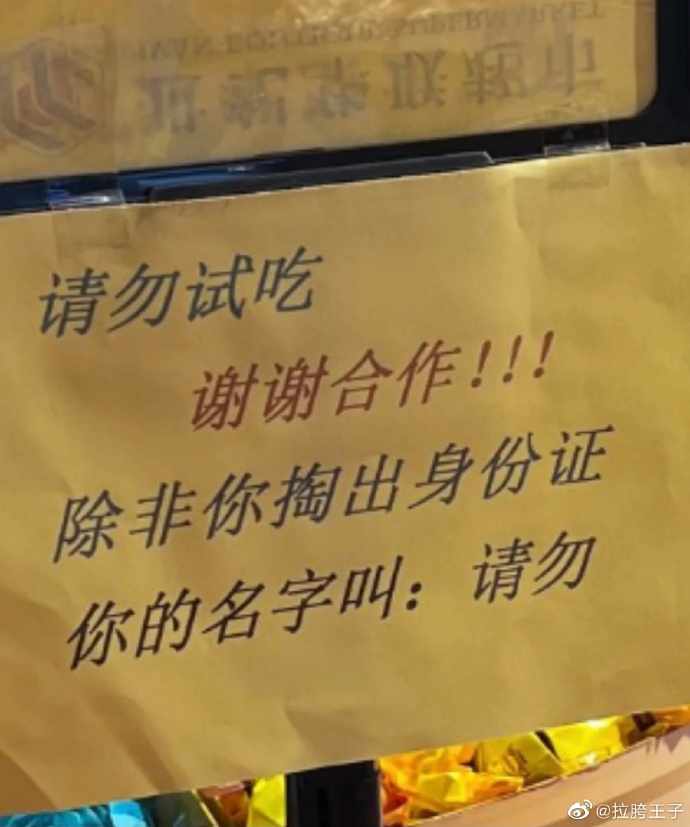 请勿试吃
谢谢合作!!!
除非你掏出身份证
你的名字叫：请勿
@拉胯王子